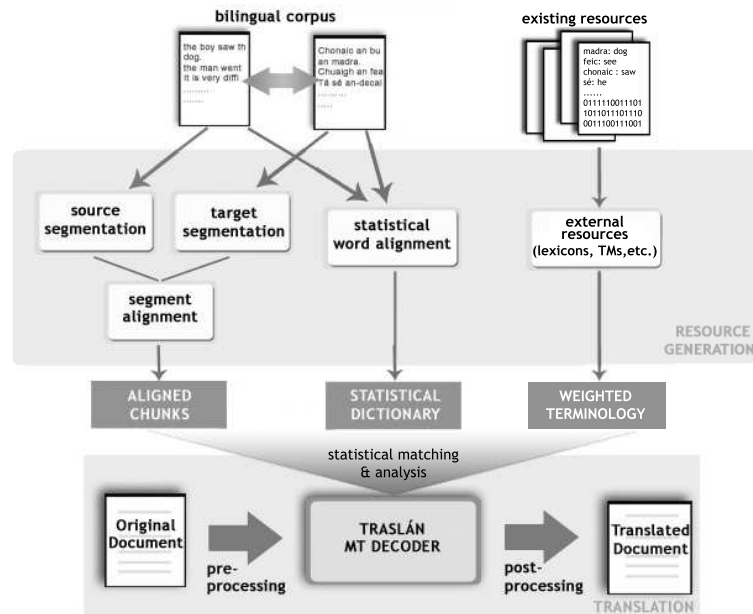 bilingual corpus
existing resources
the boy saw th
dog.
the man went
It is very diffi
..........
.......
Chonaic an bu
an madra.
Chuaigh an fea
Tá sé an-decai
..........
.....
madra: dog
feic: see
chonaic : saw
sé: he
......
0111110011101
1011011101110
0011100111001
source
segmentation
target
segmentation
statistical
word alignment
external
resources
(lexicons, TMs,etc.)
segment
alignment
RESOURCE
GENERATION
ALIGNED
CHUNKS
STATISTICAL
DICTIONARY
WEIGHTED
TERMINOLOGY
statistical matching
& analysis
Original
Document
pre-
processing
TRASLÁN
MT DECODER
post-
processing
Translated
Document
TRANSLATION